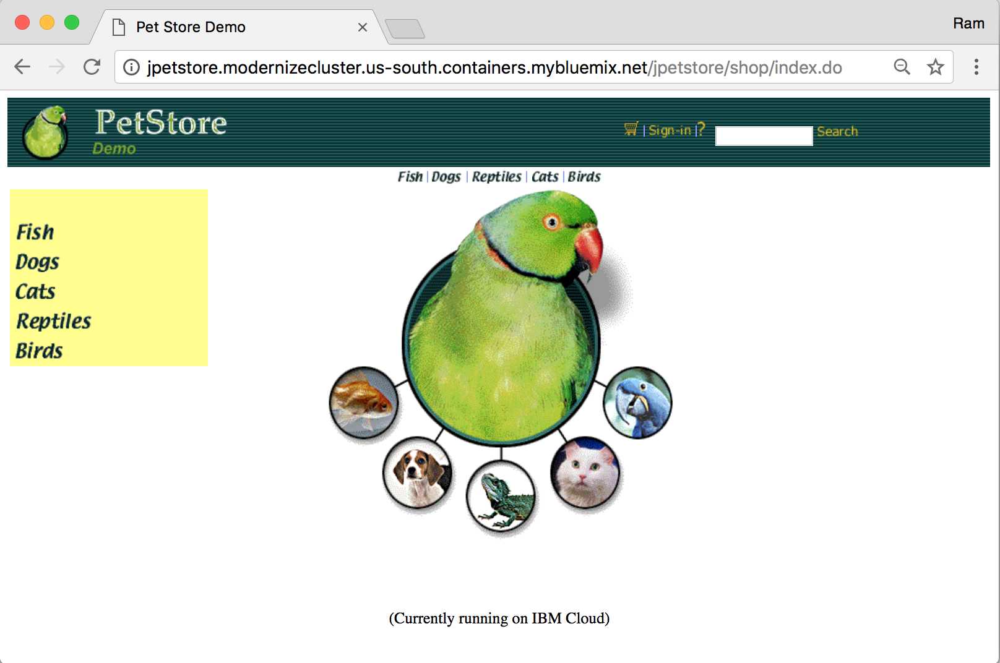 Pet Store Demo
Ram
jpetstore.modernizecluster.us-south.containers.mybluemix.net/jpetstore/shop/index.do
PetStore
Demo
| Sign-in | ? Search
Fish | Dogs | Reptiles | Cats | Birds
Fish
Dogs
Cats
Reptiles
Birds
(Currently running on IBM Cloud)